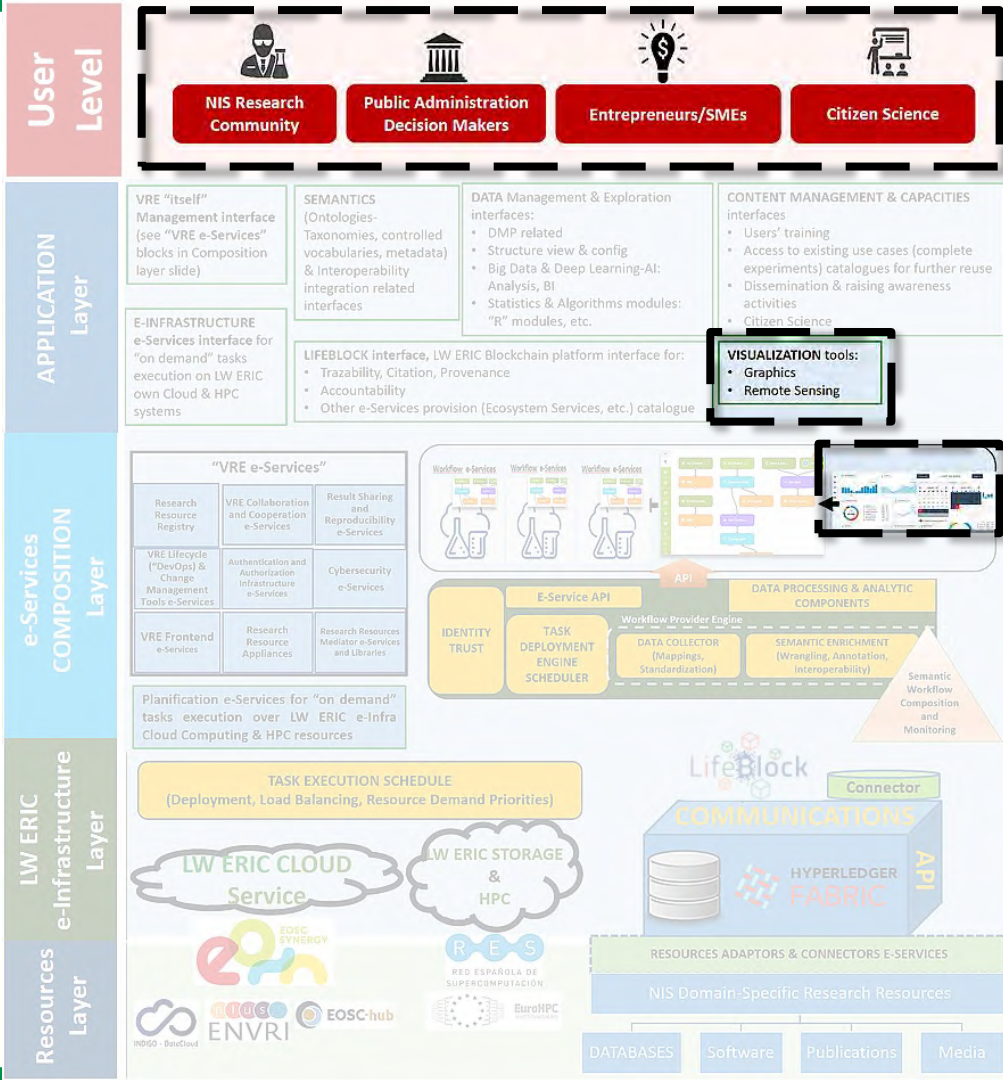 User
Level
NIS Research
Community
Public Administration
Decision Makers
Entrepreneurs/SMEs
Citizen Science
APPLICATION
Layer
VRE “itself”
Management interface
(see “VRE e-Services”
blocks in Composition
layer slide)
SEMANTICS
(Ontologies-
Taxonomies, controlled
vocabularies, metadata)
& Interoperability
integration related
interfaces
DATA Management & Exploration
interfaces:
• DMP related
• Structure view & config
• Big Data & Deep Learning-AI:
Analysis, BI
• Statistics & Algorithms modules:
“R” modules, etc.
CONTENT MANAGEMENT & CAPACITIES
interfaces
• Users’ training
• Access to existing use cases (complete
experiments) catalogues for further reuse
• Dissemination & raising awareness
activities
• Citizen Science
E-INFRASTRUCTURE
e-Services interface for
“on demand” tasks
execution on LW ERIC
own Cloud & HPC
systems
LIFEBLOCK interface, LW ERIC Blockchain platform interface for:
• Trazability, Citation, Provenance
• Accountability
• Other e-Services provision (Ecosystem Services, etc.) catalogue
VISUALIZATION tools:
• Graphics
• Remote Sensing
e-Services
COMPOSITION
Layer
“VRE e-Services”
Research
Resource
Registry
VRE Collaboration
and Cooperation
e-Services
Result Sharing
and
Reproducibility
e-Services
VRE Lifecycle
("DevOps) &
Change
Management
Tools e-Services
Authentication and
Authorization
Infrastructure
e-Services
Cybersecurity
e-Services
VRE Frontend
e-Services
Research
Resource
Appliances
Research Resources
Mediator e-Services
and Libraries
Planification e-Services for “on demand”
tasks execution over LW ERIC e-Infra
Cloud Computing & HPC resources
Workflow e-Services
Workflow e-Services
Workflow e-Services
API
E-Service API
DATA PROCESSING & ANALYTIC
COMPONENTS
Workflow Provider Engine
IDENTITY
TRUST
TASK
DEPLOYMENT
ENGINE
SCHEDULER
DATA COLLECTOR
(Mappings,
Standardization)
SEMANTIC ENRICHMENT
(Wrangling, Annotation,
Interoperability)
Semantic
Workflow
Composition
and
Monitoring
LW ERIC
e-Infrastructure
Layer
TASK EXECUTION SCHEDULE
(Deployment, Load Balancing, Resource Demand Priorities)
LW ERIC CLOUD
Service
LW ERIC STORAGE
&
HPC
LifeBlock
Connector
COMMUNICATIONS
API
HYPERLEDGER
FABRIC
Resources
Layer
EOSC
SYNERGY
INDIGO - DataCloud
PLUS
ENVRI
EOSC-hub
RES
RED ESPAÑOLA DE
SUPERCOMPUTACIÓN
EuroHPC
RESOURCES ADAPTORS & CONNECTORS E-SERVICES
NIS Domain-Specific Research Resources
DATABASES
Software
Publications
Media